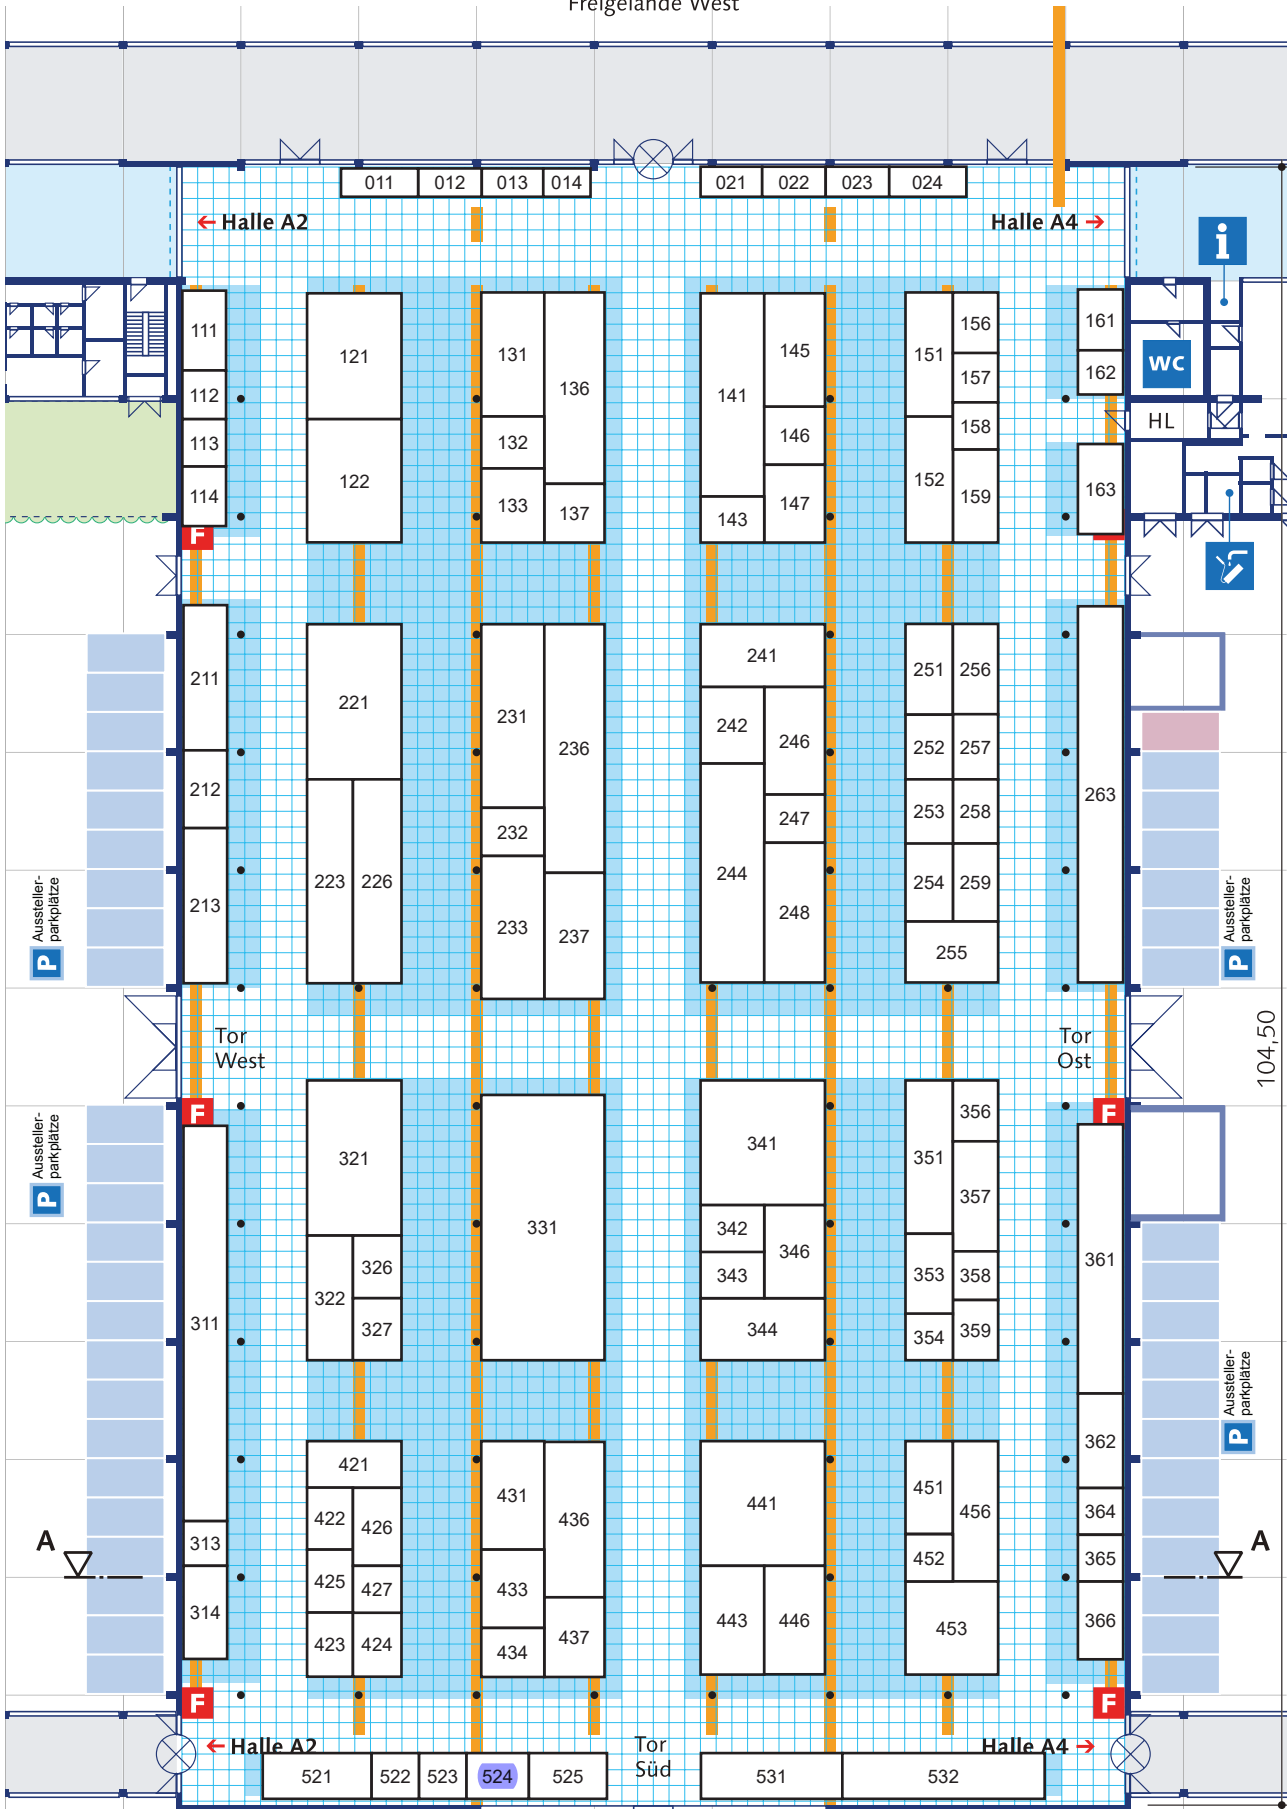 Freigelände West
011 012 013 014 021 022 023 024
← Halle A2 Halle A4 →
i
111 121 131 136 141 145 151 156 161
112 132 146 157 162 WC
113 122 133 137 143 147 152 158 163 HL
114 159
F
211 221 231 236 241 246 251 256 263
212 223 226 232 242 247 252 257
213 233 237 244 248 253 258
254 259
255
Aussteller-
parkplätze
P
Aussteller-
parkplätze
P
Tor
West
Tor
Ost
104,50
F F
Aussteller-
parkplätze
P
311 321 331 341 351 356 361
322 326 342 346 353 357
327 343 354 358
344 359
Aussteller-
parkplätze
P
362
421 431 436 441 451 456 364
A 313 422 426 433 452 365 A
314 425 427 434 437 443 446 453 366
423 424
F F
← Halle A2 Tor
Süd Halle A4 →
521 522 523 524 525 531 532